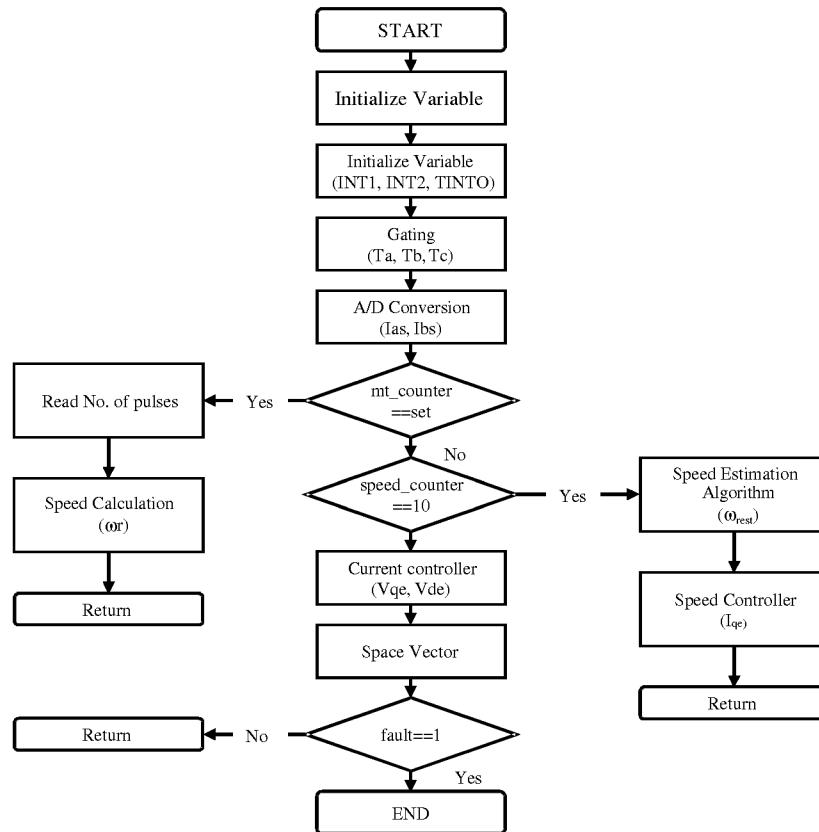 START
Initialize Variable
Initialize Variable
(INT1, INT2, TINTO)
Gating
(Ta, Tb, Tc)
A/D Conversion
(Ias, Ibs)
mt_counter
==set
Yes
Read No. of pulses
Speed Calculation
(ωr)
Return
No
speed_counter
==10
Yes
Speed Estimation
Algorithm
(ωrest)
Speed Controller
(Iqe)
Return
Current controller
(Vqe, Vde)
Space Vector
fault==1
No
Return
Yes
END